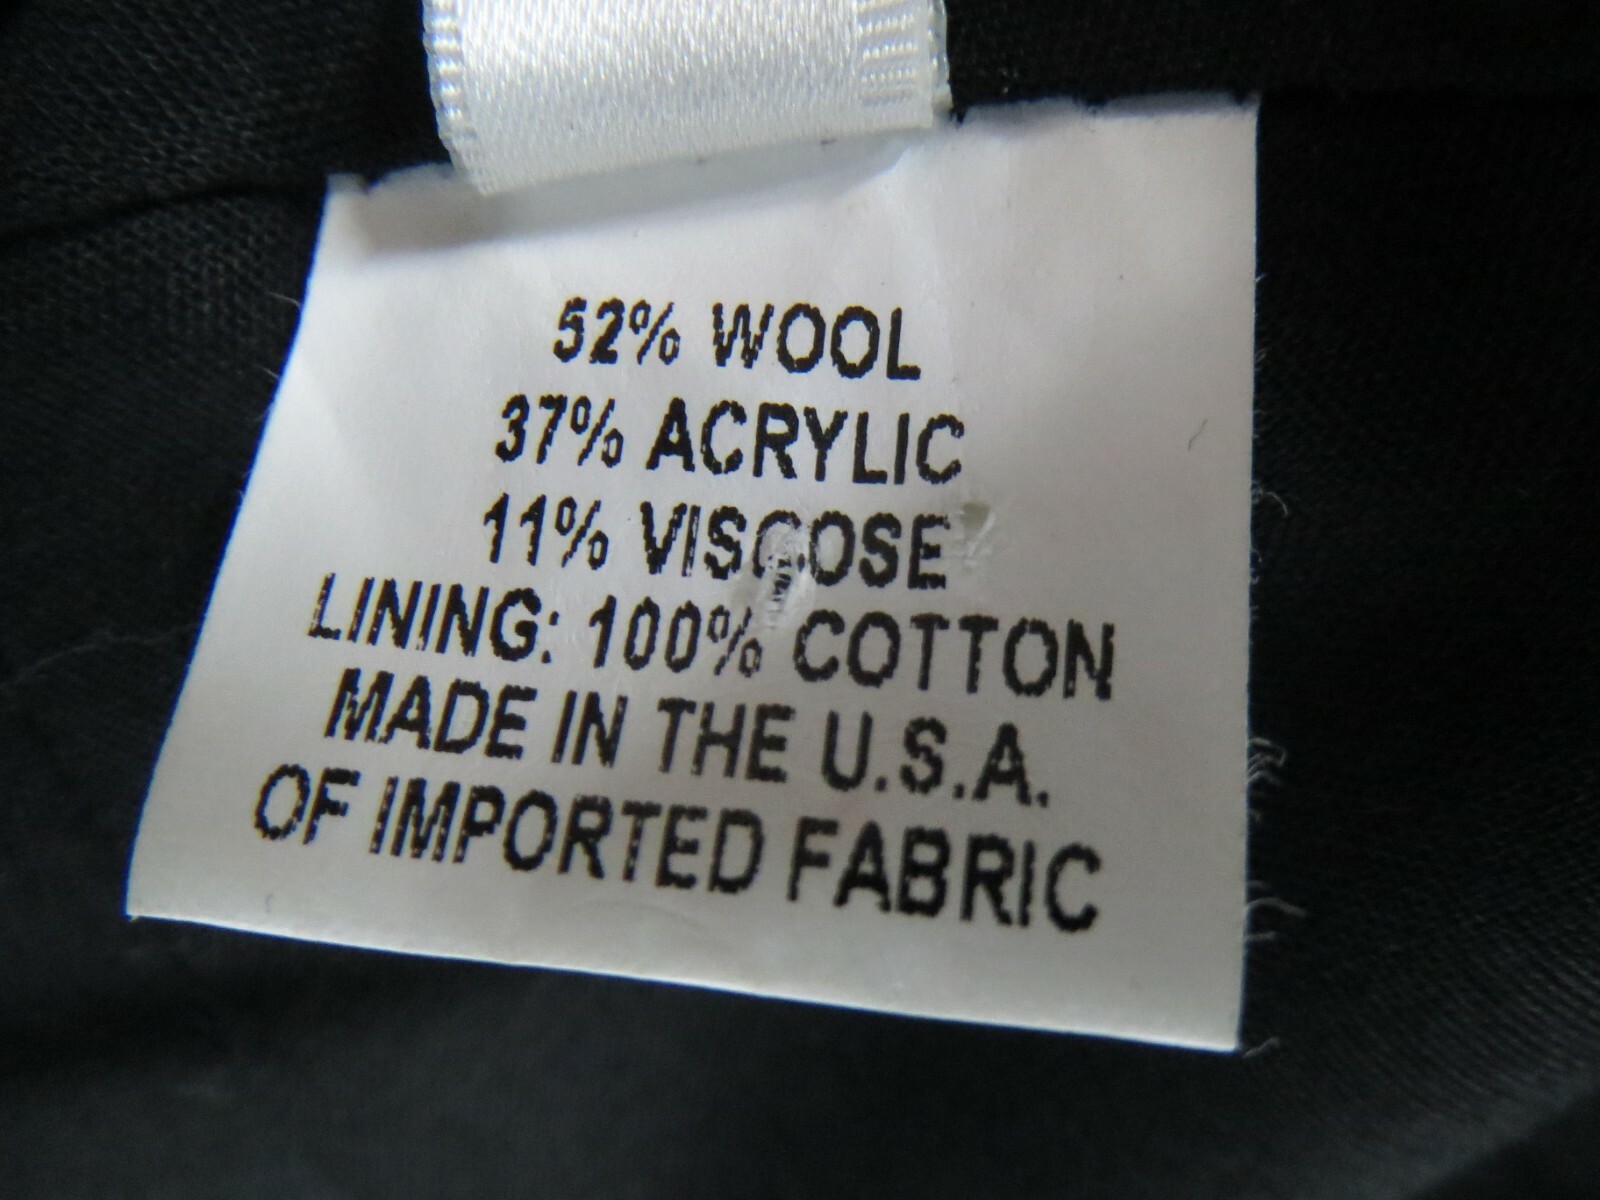 52% WOOL
37% ACRYLIC
11% VISCOSE
LINING: 100% COTTON
MADE IN THE U.S.A.
OF IMPORTED FABRIC